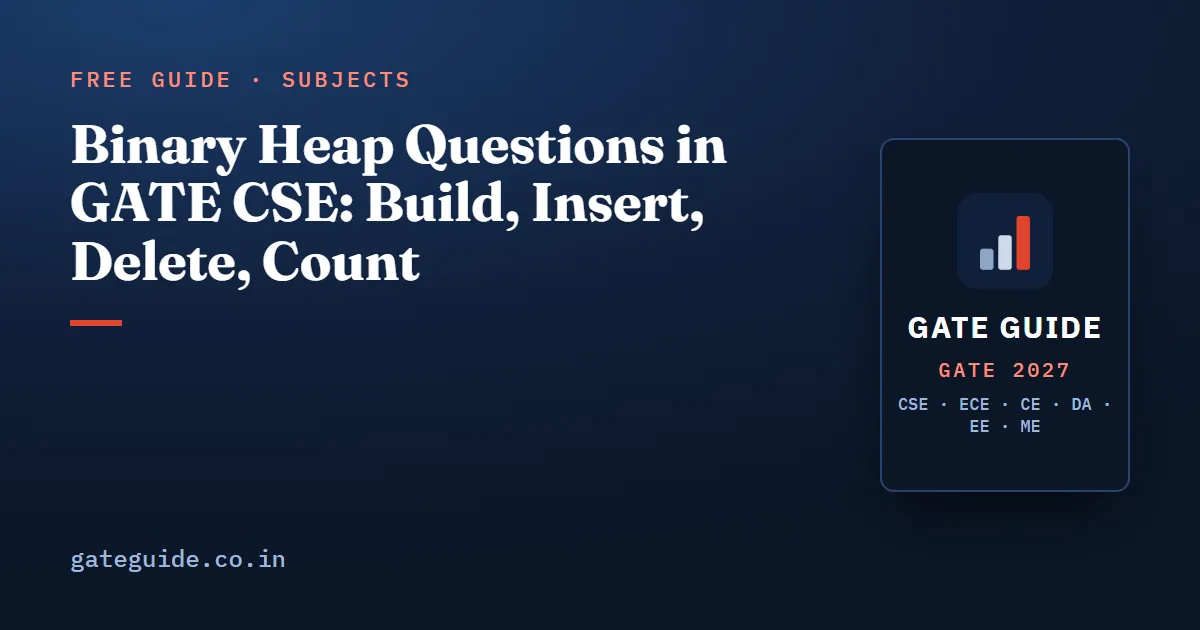 FREE GUIDE · SUBJECTS
Binary Heap Questions in
GATE CSE: Build, Insert,
Delete, Count
GATE GUIDE
GATE 2027
CSE · ECE · CE · DA ·
EE · ME
gateguide.co.in